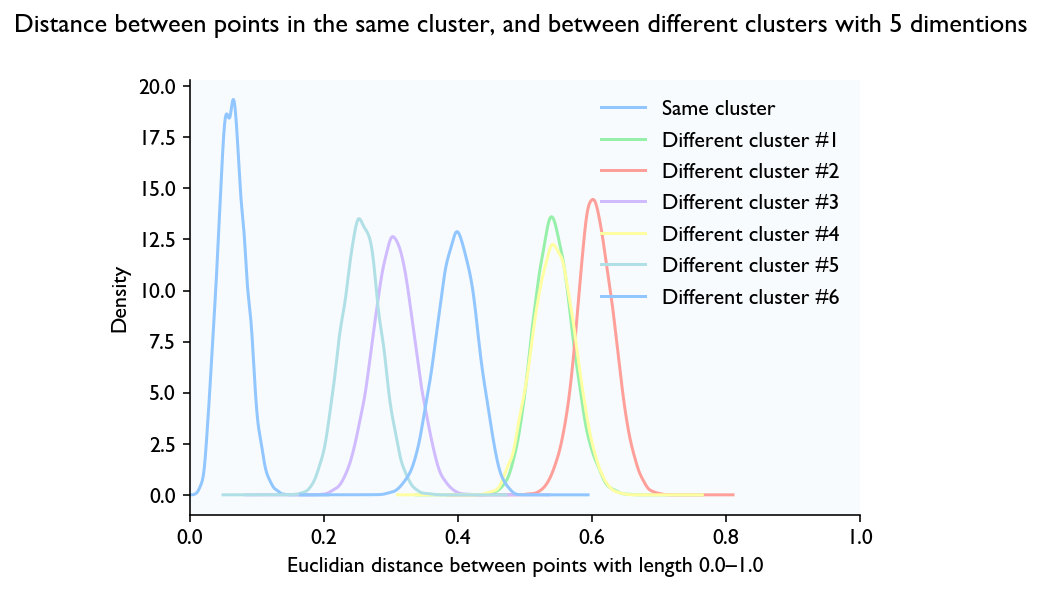 Distance between points in the same cluster, and between different clusters with 5 dimentions
20.0
17.5
15.0
12.5
10.0
7.5
5.0
2.5
0.0
Density
Same cluster
Different cluster #1
Different cluster #2
Different cluster #3
Different cluster #4
Different cluster #5
Different cluster #6
0.0 0.2 0.4 0.6 0.8 1.0
Euclidian distance between points with length 0.0–1.0